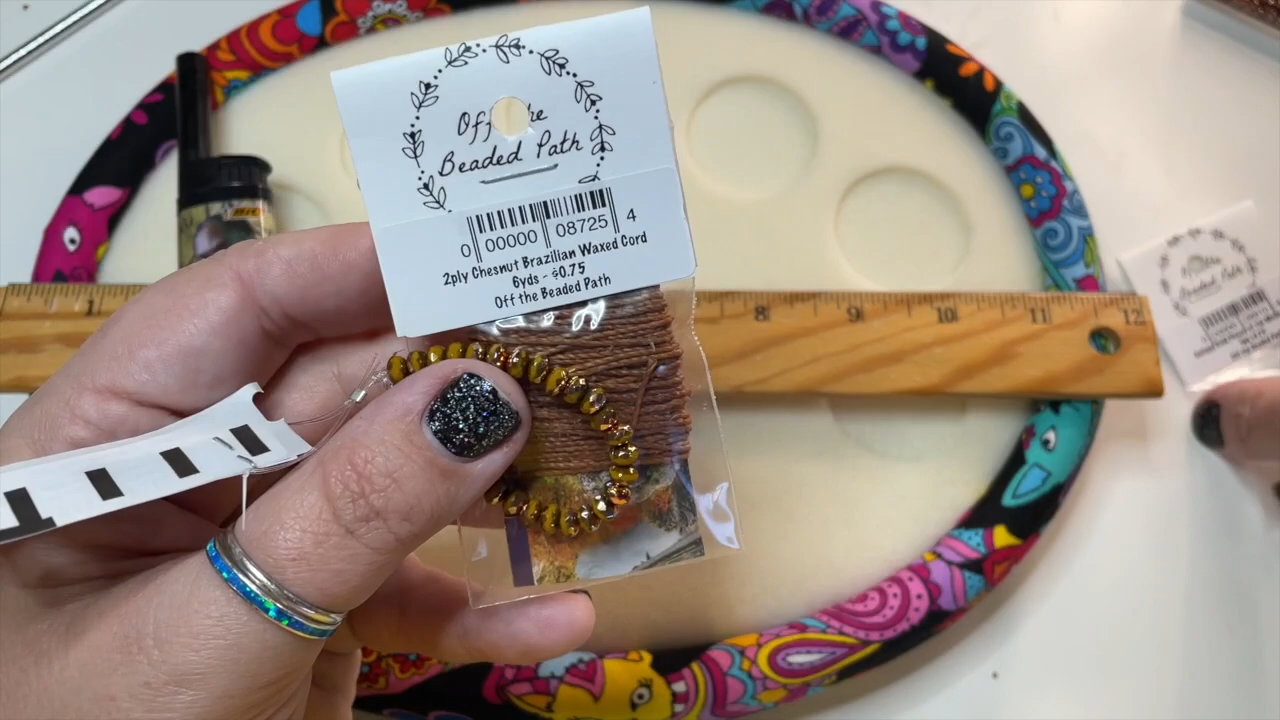 Off the
Beaded Path
0 00000 08725 4
2ply Chesnut Brazilian Waxed Cord
6yds - $0.75
Off the Beaded Path
BIC
1
8
9
10
11
12